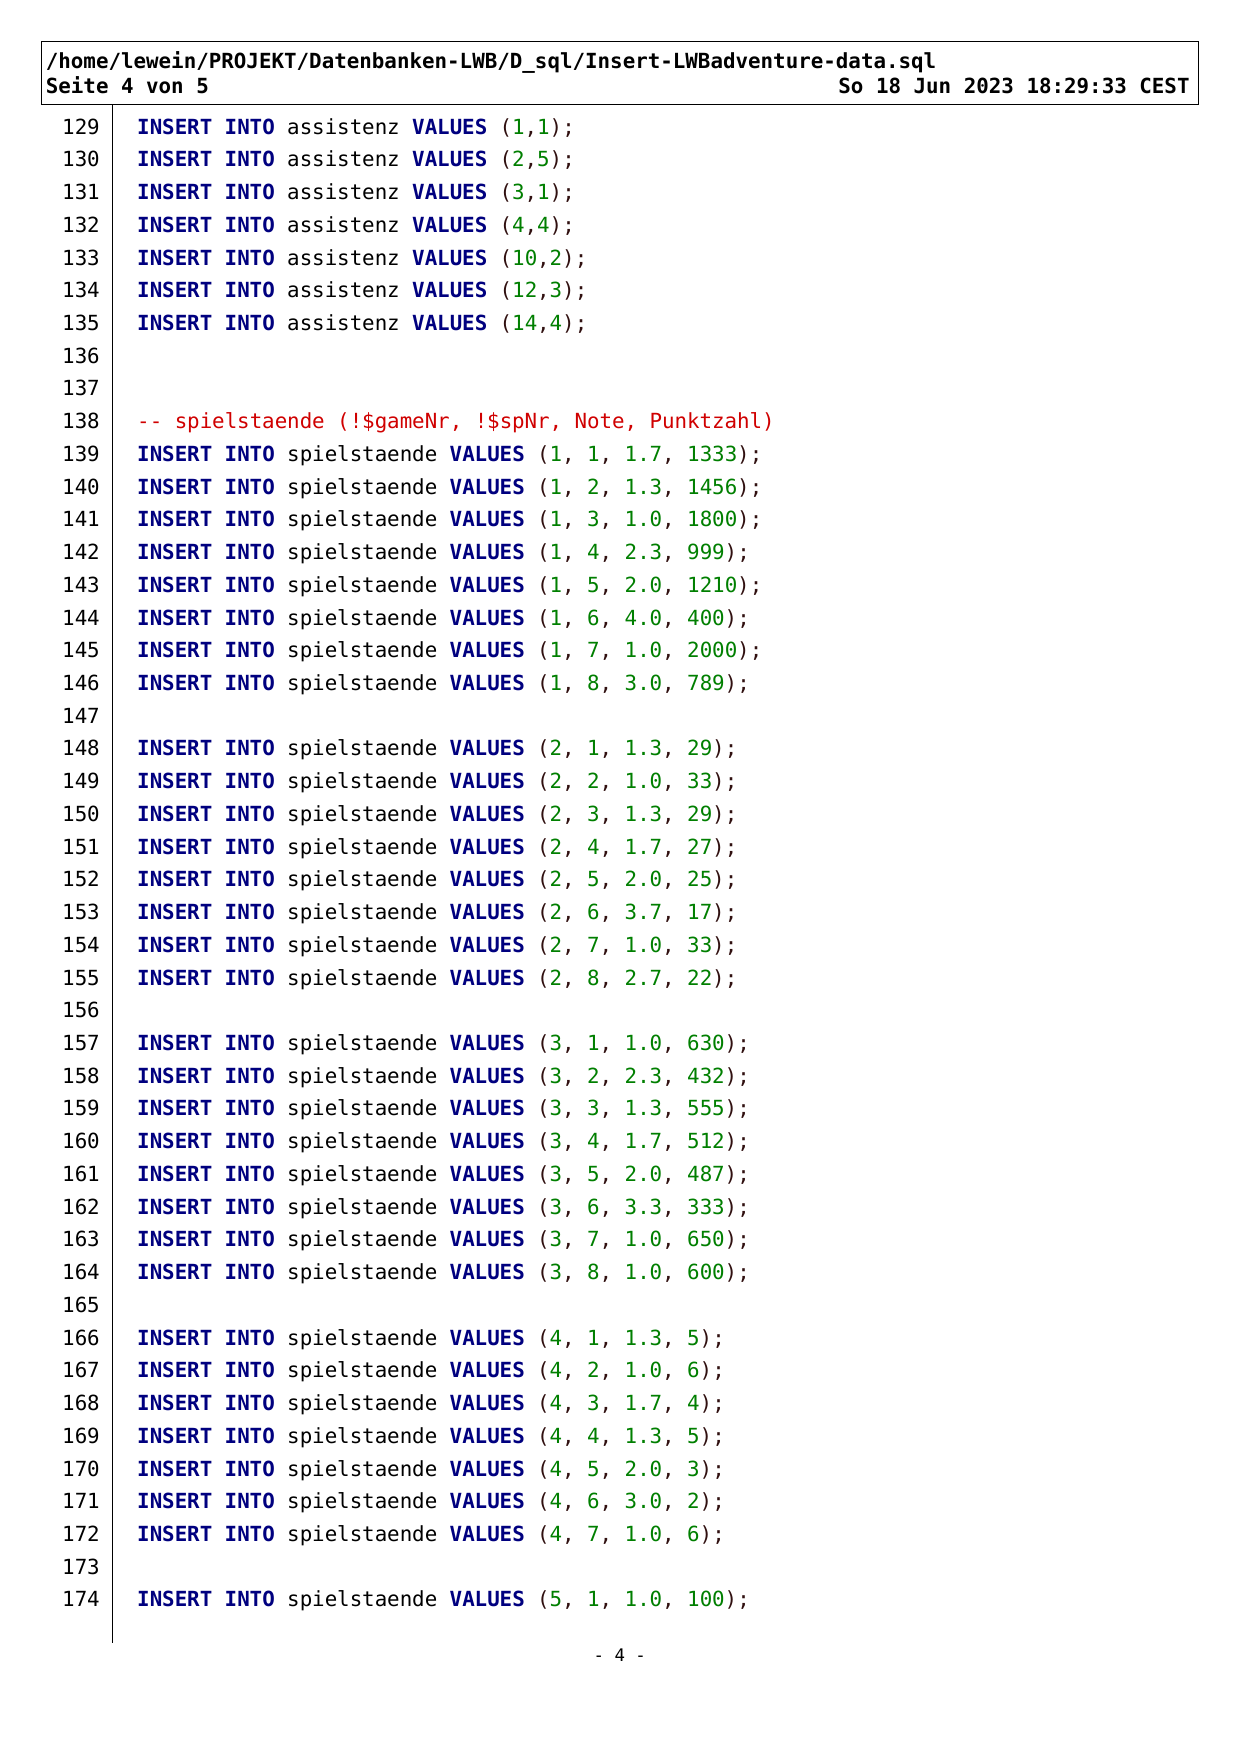 /home/lewein/PROJEKT/Datenbanken-LWB/D_sql/Insert-LWBadventure-data.sql
Seite 4 von 5 So 18 Jun 2023 18:29:33 CEST
129 INSERT INTO assistenz VALUES (1,1);
130 INSERT INTO assistenz VALUES (2,5);
131 INSERT INTO assistenz VALUES (3,1);
132 INSERT INTO assistenz VALUES (4,4);
133 INSERT INTO assistenz VALUES (10,2);
134 INSERT INTO assistenz VALUES (12,3);
135 INSERT INTO assistenz VALUES (14,4);
136
137
138 -- spielstaende (!$gameNr, !$spNr, Note, Punktzahl)
139 INSERT INTO spielstaende VALUES (1, 1, 1.7, 1333);
140 INSERT INTO spielstaende VALUES (1, 2, 1.3, 1456);
141 INSERT INTO spielstaende VALUES (1, 3, 1.0, 1800);
142 INSERT INTO spielstaende VALUES (1, 4, 2.3, 999);
143 INSERT INTO spielstaende VALUES (1, 5, 2.0, 1210);
144 INSERT INTO spielstaende VALUES (1, 6, 4.0, 400);
145 INSERT INTO spielstaende VALUES (1, 7, 1.0, 2000);
146 INSERT INTO spielstaende VALUES (1, 8, 3.0, 789);
147
148 INSERT INTO spielstaende VALUES (2, 1, 1.3, 29);
149 INSERT INTO spielstaende VALUES (2, 2, 1.0, 33);
150 INSERT INTO spielstaende VALUES (2, 3, 1.3, 29);
151 INSERT INTO spielstaende VALUES (2, 4, 1.7, 27);
152 INSERT INTO spielstaende VALUES (2, 5, 2.0, 25);
153 INSERT INTO spielstaende VALUES (2, 6, 3.7, 17);
154 INSERT INTO spielstaende VALUES (2, 7, 1.0, 33);
155 INSERT INTO spielstaende VALUES (2, 8, 2.7, 22);
156
157 INSERT INTO spielstaende VALUES (3, 1, 1.0, 630);
158 INSERT INTO spielstaende VALUES (3, 2, 2.3, 432);
159 INSERT INTO spielstaende VALUES (3, 3, 1.3, 555);
160 INSERT INTO spielstaende VALUES (3, 4, 1.7, 512);
161 INSERT INTO spielstaende VALUES (3, 5, 2.0, 487);
162 INSERT INTO spielstaende VALUES (3, 6, 3.3, 333);
163 INSERT INTO spielstaende VALUES (3, 7, 1.0, 650);
164 INSERT INTO spielstaende VALUES (3, 8, 1.0, 600);
165
166 INSERT INTO spielstaende VALUES (4, 1, 1.3, 5);
167 INSERT INTO spielstaende VALUES (4, 2, 1.0, 6);
168 INSERT INTO spielstaende VALUES (4, 3, 1.7, 4);
169 INSERT INTO spielstaende VALUES (4, 4, 1.3, 5);
170 INSERT INTO spielstaende VALUES (4, 5, 2.0, 3);
171 INSERT INTO spielstaende VALUES (4, 6, 3.0, 2);
172 INSERT INTO spielstaende VALUES (4, 7, 1.0, 6);
173
174 INSERT INTO spielstaende VALUES (5, 1, 1.0, 100);
- 4 -